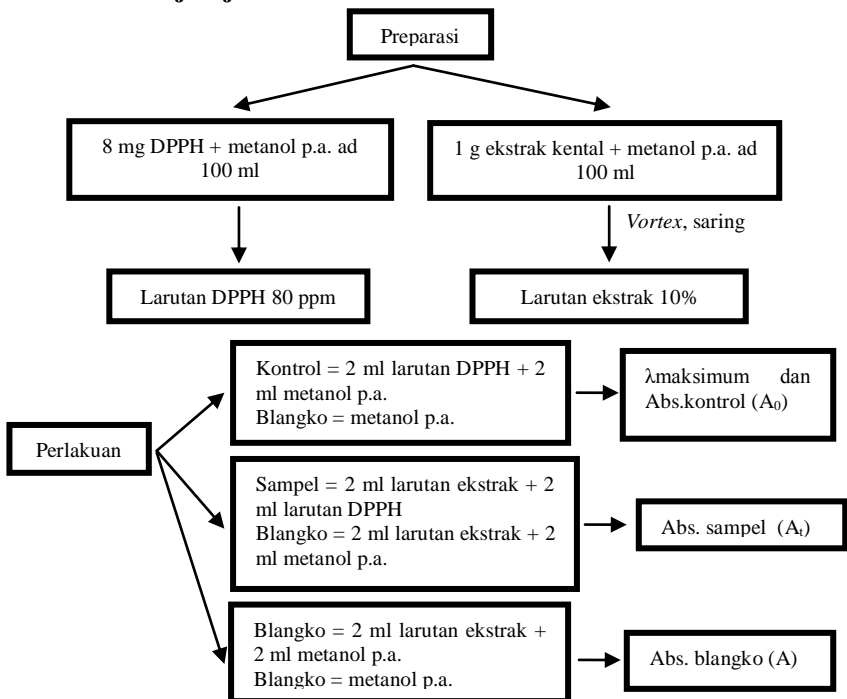 Preparasi
8 mg DPPH + metanol p.a. ad
100 ml
1 g ekstrak kental + metanol p.a. ad
100 ml
Vortex, saring
Larutan DPPH 80 ppm
Larutan ekstrak 10%
Kontrol = 2 ml larutan DPPH + 2
ml metanol p.a.
Blangko = metanol p.a.
λmaksimum dan
Abs.kontrol (A₀)
Perlakuan
Sampel = 2 ml larutan ekstrak + 2
ml larutan DPPH
Blangko = 2 ml larutan ekstrak + 2
ml metanol p.a.
Abs. sampel (Aₜ)
Blangko = 2 ml larutan ekstrak +
2 ml metanol p.a.
Blangko = metanol p.a.
Abs. blangko (A)